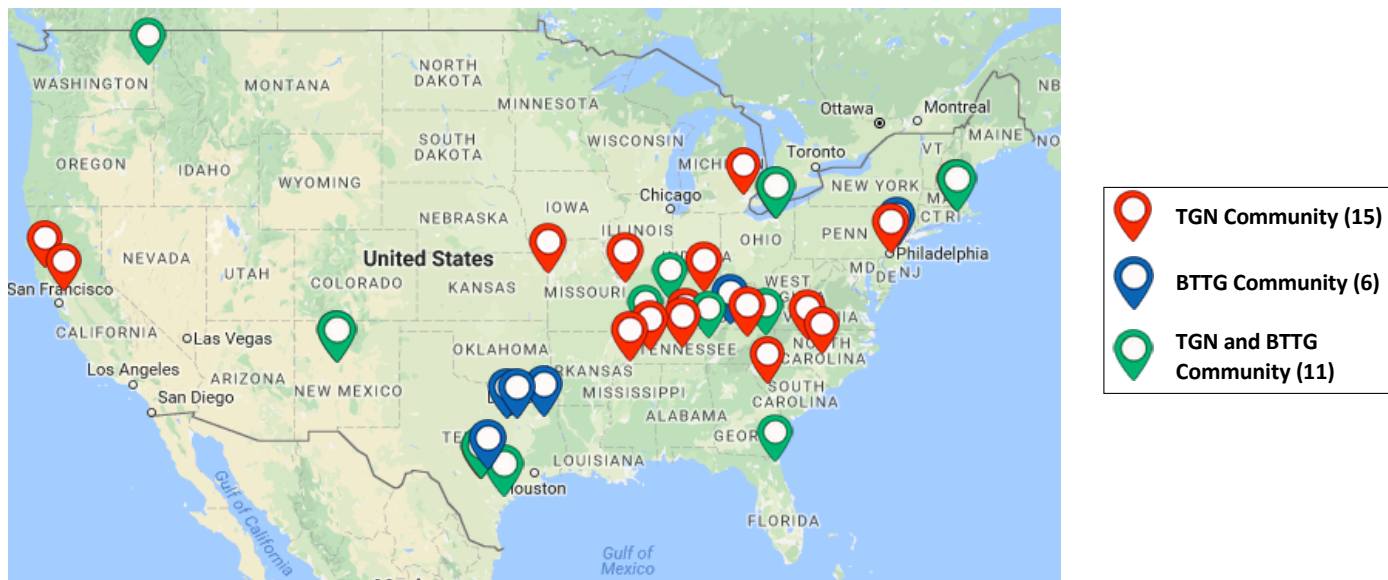 NORTH
DAKOTA
WASHINGTON
MONTANA
MINNESOTA
Ottawa
Montreal
NB
MAINE
NO
SOUTH
DAKOTA
WISCONSIN
VT
Toronto
OREGON
IDAHO
WYOMING
Chicago
NEW YORK
CTRI
NEBRASKA
IOWA
ILLINOIS
OHIO
PENN
Philadelphia
NEVADA
UTAH
United States
COLORADO
KANSAS
MISSOURI
WEST
MD
DE
NJ
San Francisco
CALIFORNIA
Las Vegas
OKLAHOMA
TENNESSEE
NORTH
CAROLINA
Los Angeles
ARIZONA
NEW MEXICO
MISSISSIPPI
SOUTH
CAROLINA
San Diego
ALABAMA
LOUISIANA
Houston
FLORIDA
Gulf of California
Gulf of
Mexico
TGN Community (15)
BTTG Community (6)
TGN and BTTG
Community (11)